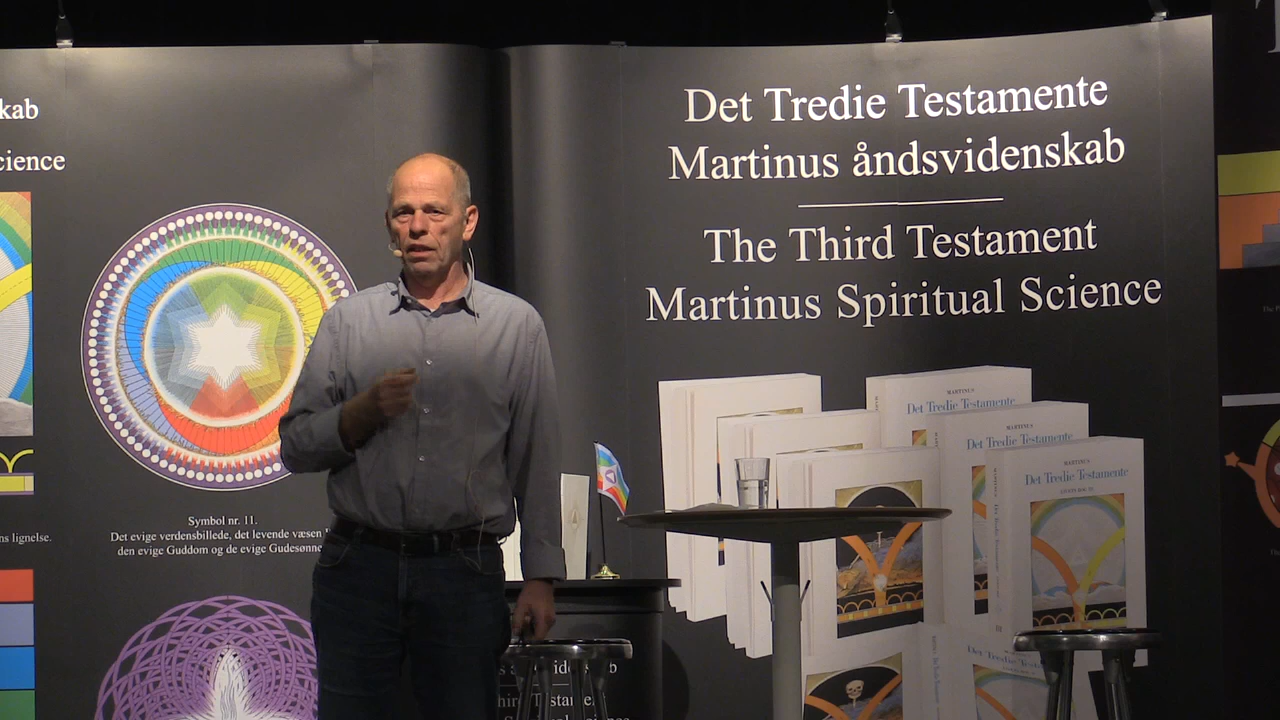 Det Tredie Testamente
Martinus åndsvidenskab
The Third Testament
Martinus Spiritual Science
kab
cience
Symbol nr. 11.
Det evige verdensbillede, det levende væsen
den evige Guddom og de evige Gudesønne
ns lignelse.
MARTINUS
Det Tredie Testamente
MARTINUS
Det Tredie Testamente
MARTINUS
Det Tredie Testamente